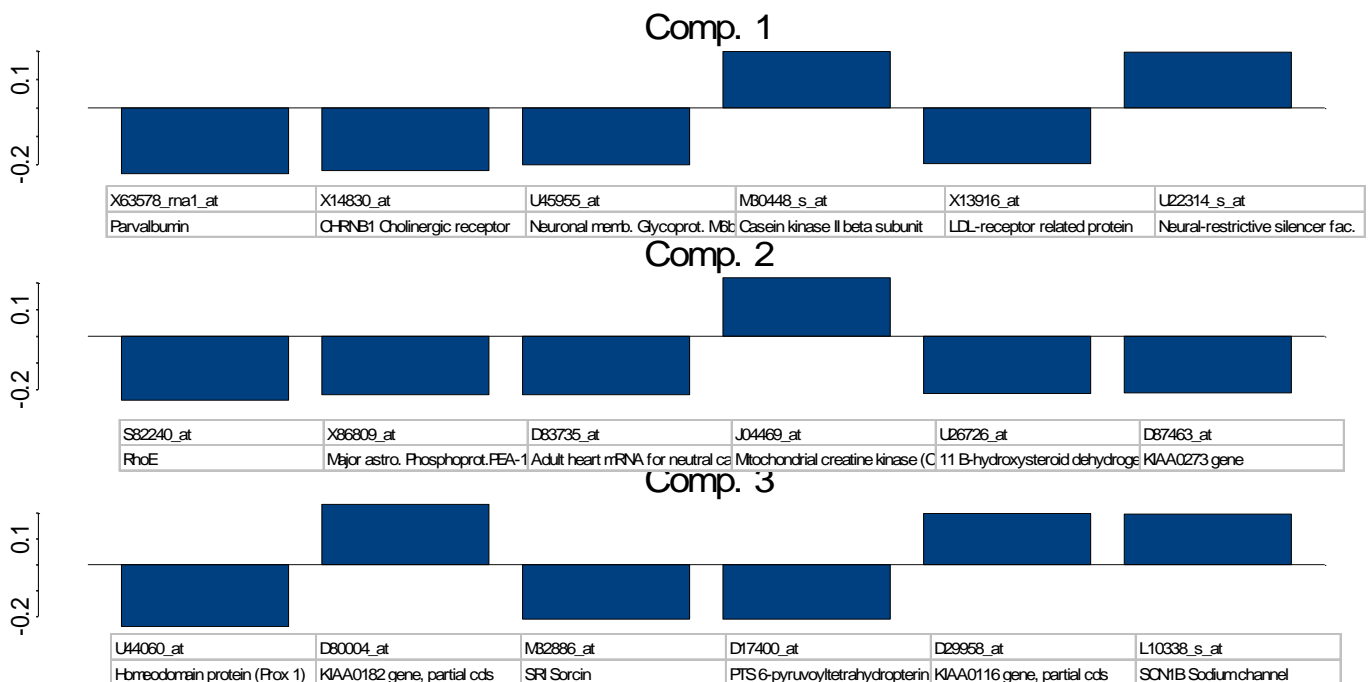 Comp. 1
0.1
-0.2
X63578_rna1_at X14830_at U45955_at M30448_s_at X13916_at U22314_s_at
Parvalbumin CHRNB1 Cholinergic receptor Neuronal memb. Glycoprot. M6b Casein kinase II beta subunit LDL-receptor related protein Neural-restrictive silencer fac.
Comp. 2
0.1
-0.2
S82240_at X86809_at D83735_at J04469_at U26726_at D87463_at
RhoE Major astro. Phosphoprot.PEA-1 Adult heart mRNA for neutral ca Mitochondrial creatine kinase (C 11 B-hydroxysteroid dehydroge KIAA0273 gene
Comp. 3
0.1
-0.2
U44060_at D80004_at M32886_at D17400_at D29958_at L10338_s_at
Homeodomain protein (Prox 1) KIAA0182 gene, partial cds SRI Sorcin PTS 6-pyruvoyltetrahydropterin KIAA0116 gene, partial cds SCN1B Sodium channel